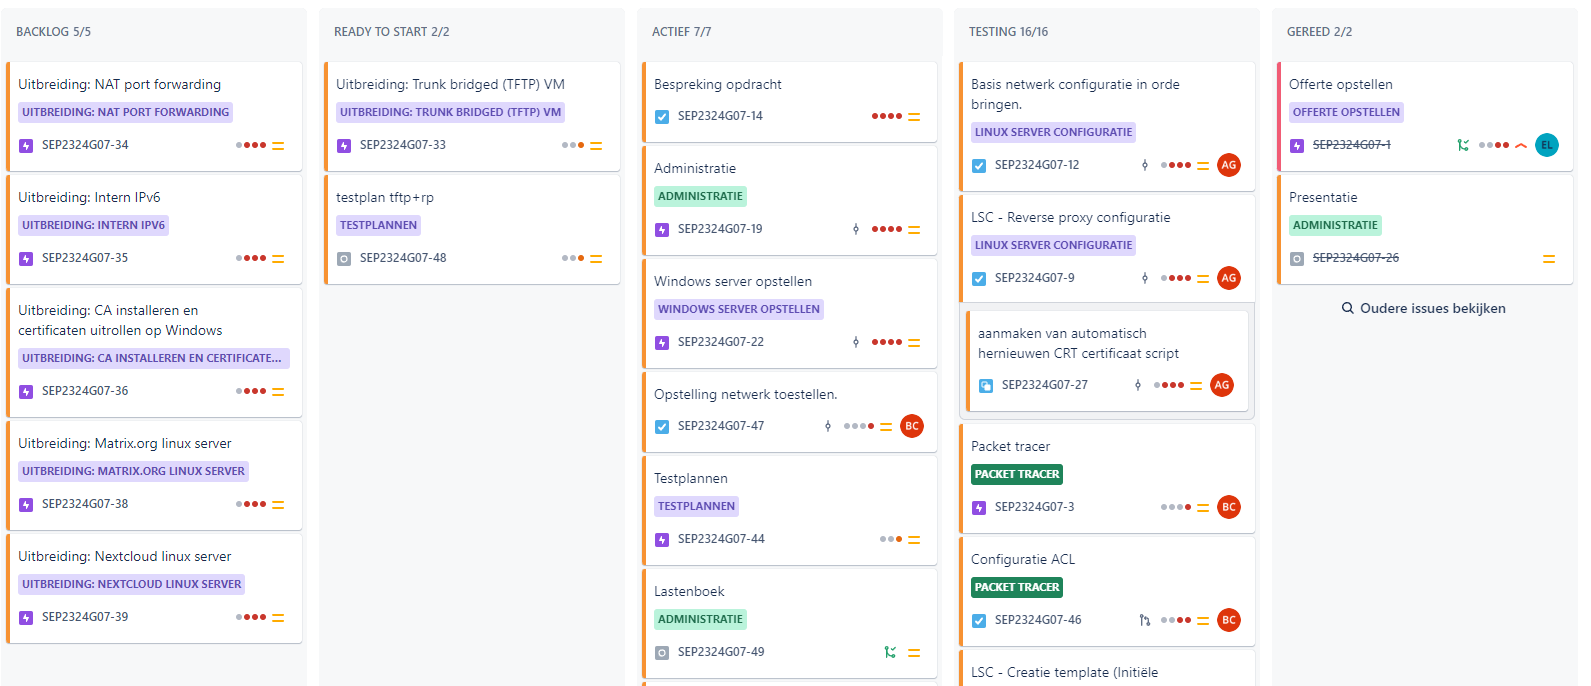 BACKLOG 5/5
Uitbreiding: NAT port forwarding
UITBREIDING: NAT PORT FORWARDING
SEP2324G07-34
Uitbreiding: Intern IPv6
UITBREIDING: INTERN IPV6
SEP2324G07-35
Uitbreiding: CA installeren en
certificaten uitrollen op Windows
UITBREIDING: CA INSTALLEREN EN CERTIFICATE...
SEP2324G07-36
Uitbreiding: Matrix.org linux server
UITBREIDING: MATRIX.ORG LINUX SERVER
SEP2324G07-38
Uitbreiding: Nextcloud linux server
UITBREIDING: NEXTCLOUD LINUX SERVER
SEP2324G07-39
READY TO START 2/2
Uitbreiding: Trunk bridged (TFTP) VM
UITBREIDING: TRUNK BRIDGED (TFTP) VM
SEP2324G07-33
testplan tftp+rp
TESTPLANNEN
SEP2324G07-48
ACTIEF 7/7
Bespreking opdracht
SEP2324G07-14
Administratie
ADMINISTRATIE
SEP2324G07-19
Windows server opstellen
WINDOWS SERVER OPSTELLEN
SEP2324G07-22
Opstelling netwerk toestellen.
SEP2324G07-47
BC
Testplannen
TESTPLANNEN
SEP2324G07-44
Lastenboek
ADMINISTRATIE
SEP2324G07-49
TESTING 16/16
Basis netwerk configuratie in orde
brengen.
LINUX SERVER CONFIGURATIE
SEP2324G07-12
AG
LSC - Reverse proxy configuratie
LINUX SERVER CONFIGURATIE
SEP2324G07-9
AG
aanmaken van automatisch
hernieuwen CRT certificaat script
SEP2324G07-27
AG
Packet tracer
PACKET TRACER
SEP2324G07-3
BC
Configuratie ACL
PACKET TRACER
SEP2324G07-46
BC
LSC - Creatie template (Initiële
GEREED 2/2
Offerte opstellen
OFFERTE OPSTELLEN
SEP2324G07-1
EL
Presentatie
ADMINISTRATIE
SEP2324G07-26
Oudere issues bekijken